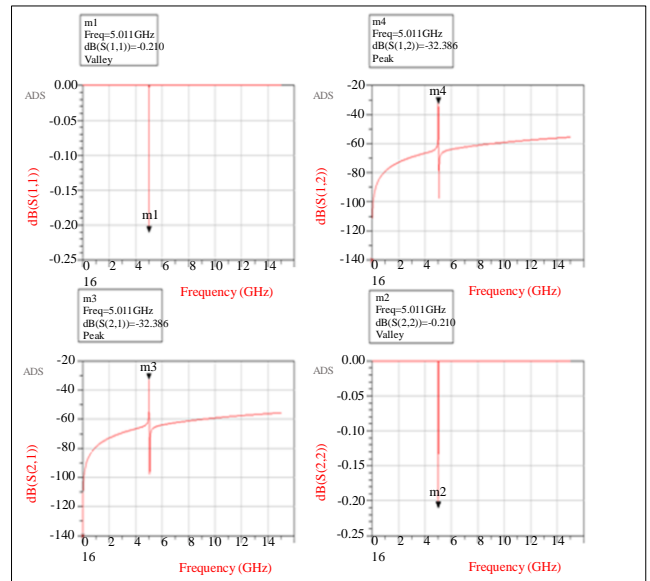 m1
Freq=5.011GHz
dB(S(1,1))=-0.210
Valley
ADS
0.00
-0.05
-0.10
-0.15
-0.20
-0.25
dB(S(1,1))
m1
0 2 4 6 8 10 12 14
16
Frequency (GHz)
m4
Freq=5.011GHz
dB(S(1,2))=-32.386
Peak
ADS
-20
-40
-60
-80
-100
-120
-140
dB(S(1,2))
m4
0 2 4 6 8 10 12 14
16
Frequency (GHz)
m3
Freq=5.011GHz
dB(S(2,1))=-32.386
Peak
ADS
-20
-40
-60
-80
-100
-120
-140
dB(S(2,1))
m3
0 2 4 6 8 10 12 14
16
Frequency (GHz)
m2
Freq=5.011GHz
dB(S(2,2))=-0.210
Valley
ADS
0.00
-0.05
-0.10
-0.15
-0.20
-0.25
dB(S(2,2))
m2
0 2 4 6 8 10 12 14
16
Frequency (GHz)